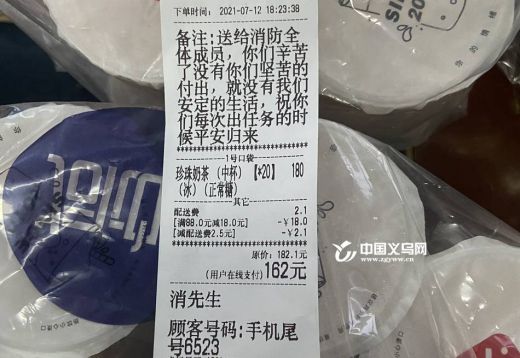 下单时间: 2021-07-12 18:23:38
备注:送给消防全
体成员，你们辛苦
了没有你们坚苦的
付出，就没有我们
安定的生活，祝你
们每次出任务的时
候平安归来
1号口袋
珍珠奶茶 (中杯) 【*20】 180
(冰) (正常糖)
其它
配送费 2.1
[满88.0元减18.0元] -18.0
[减配送费2.5元] -2.1
原价: 182.1元
(用户在线支付) 162元
消先生
顾客号码: 手机尾
号6523
中国义乌网
www.zgyww.cn